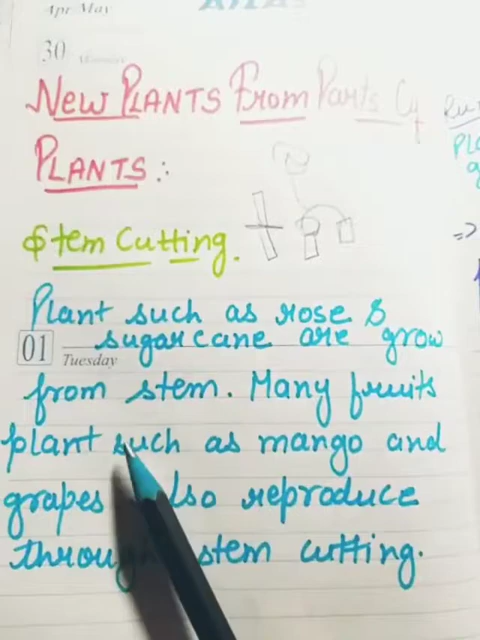 Apr May
30 Monday
New PLANTS From Parts of
PLANTS :.
Stem Cutting.
Plant such as rose &
sugarcane are grow
01 Tuesday
from stem. Many fruits
plant such as mango and
grapes also reproduce
through stem cutting.